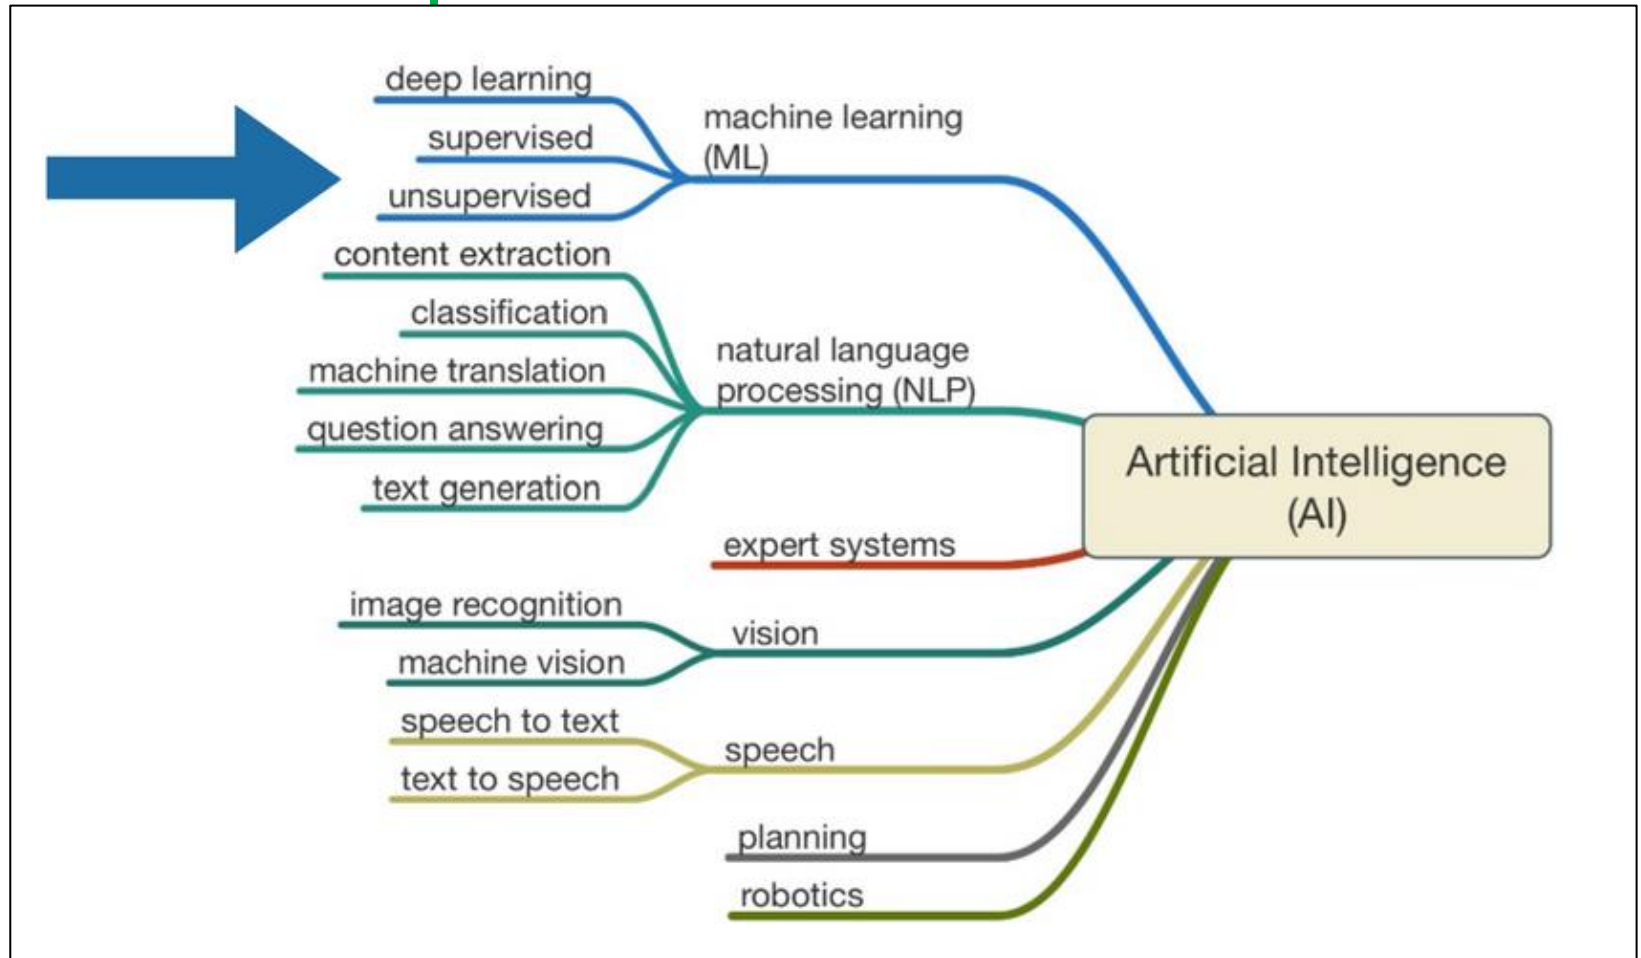 deep learning
supervised
unsupervised
machine learning
(ML)
content extraction
classification
machine translation
question answering
text generation
natural language
processing (NLP)
Artificial Intelligence
(AI)
expert systems
image recognition
machine vision
vision
speech to text
text to speech
speech
planning
robotics